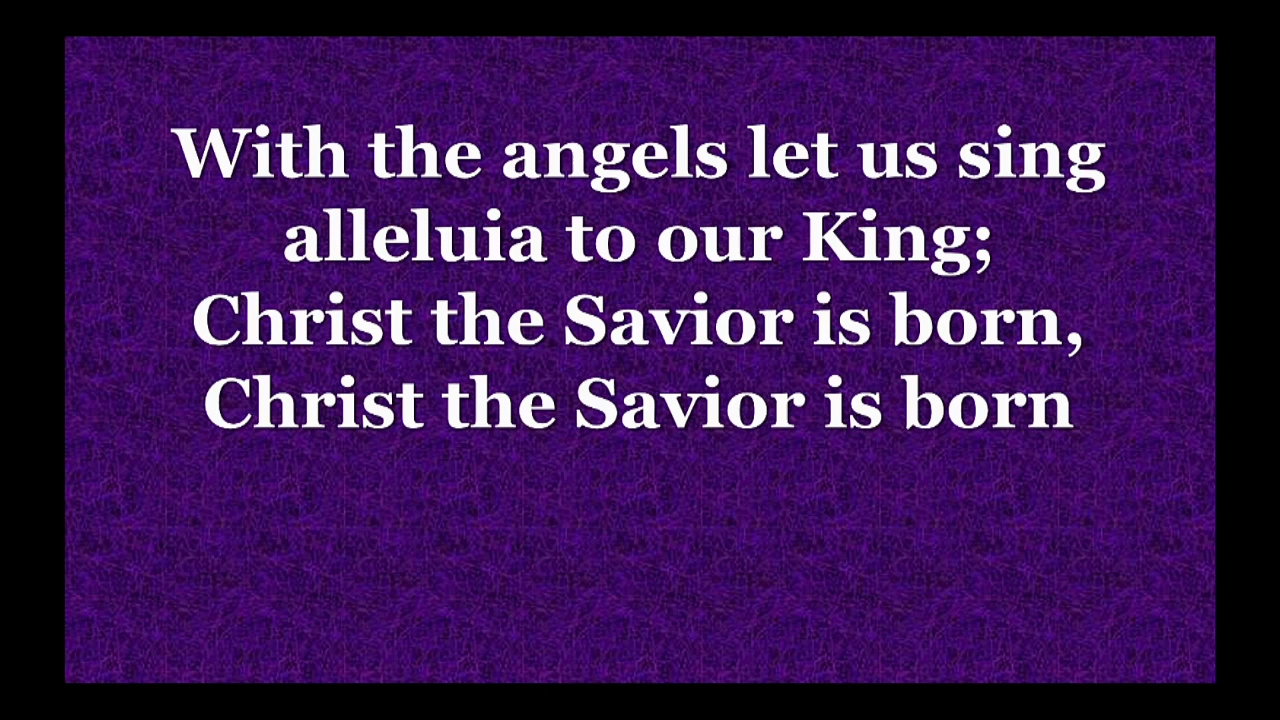 With the angels let us sing
alleluia to our King;
Christ the Savior is born,
Christ the Savior is born